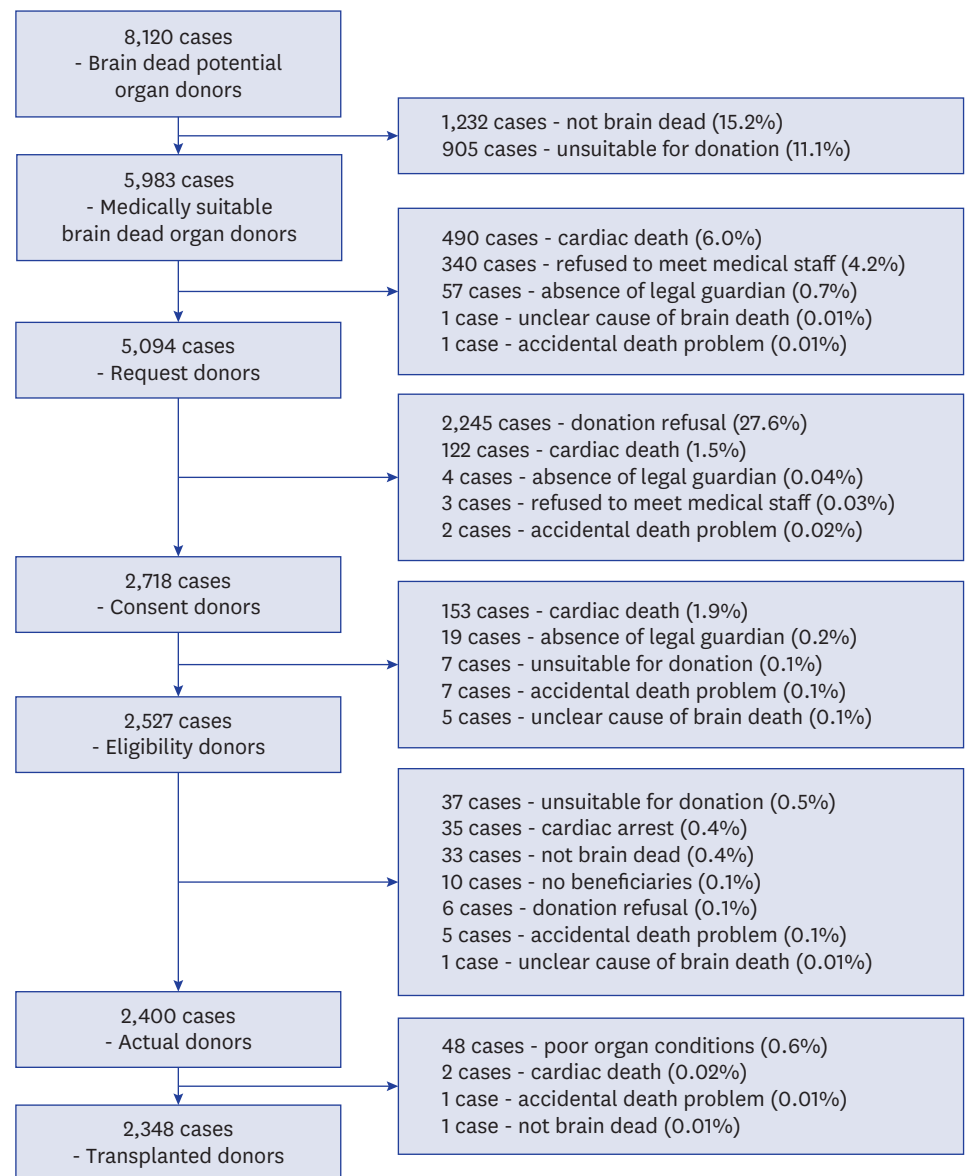 8,120 cases
- Brain dead potential
organ donors
1,232 cases - not brain dead (15.2%)
905 cases - unsuitable for donation (11.1%)
5,983 cases
- Medically suitable
brain dead organ donors
490 cases - cardiac death (6.0%)
340 cases - refused to meet medical staff (4.2%)
57 cases - absence of legal guardian (0.7%)
1 case - unclear cause of brain death (0.01%)
1 case - accidental death problem (0.01%)
5,094 cases
- Request donors
2,245 cases - donation refusal (27.6%)
122 cases - cardiac death (1.5%)
4 cases - absence of legal guardian (0.04%)
3 cases - refused to meet medical staff (0.03%)
2 cases - accidental death problem (0.02%)
2,718 cases
- Consent donors
153 cases - cardiac death (1.9%)
19 cases - absence of legal guardian (0.2%)
7 cases - unsuitable for donation (0.1%)
7 cases - accidental death problem (0.1%)
5 cases - unclear cause of brain death (0.1%)
2,527 cases
- Eligibility donors
37 cases - unsuitable for donation (0.5%)
35 cases - cardiac arrest (0.4%)
33 cases - not brain dead (0.4%)
10 cases - no beneficiaries (0.1%)
6 cases - donation refusal (0.1%)
5 cases - accidental death problem (0.1%)
1 case - unclear cause of brain death (0.01%)
2,400 cases
- Actual donors
48 cases - poor organ conditions (0.6%)
2 cases - cardiac death (0.02%)
1 case - accidental death problem (0.01%)
1 case - not brain dead (0.01%)
2,348 cases
- Transplanted donors